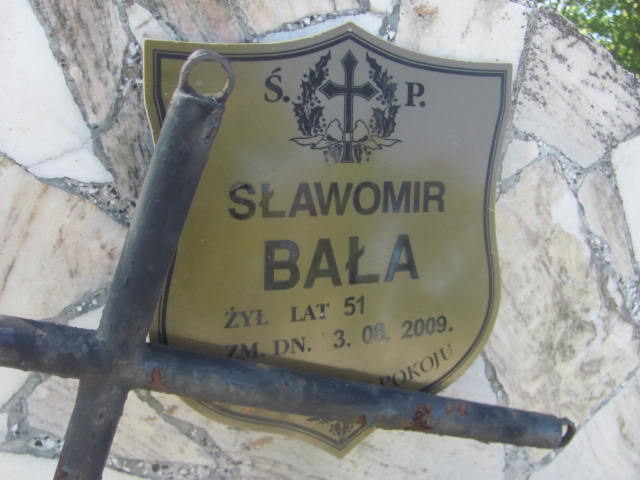 Ś. P.
SŁAWOMIR
BAŁA
ŻYŁ LAT 51
ZM. DN. 3. 08. 2009.
POKOJU